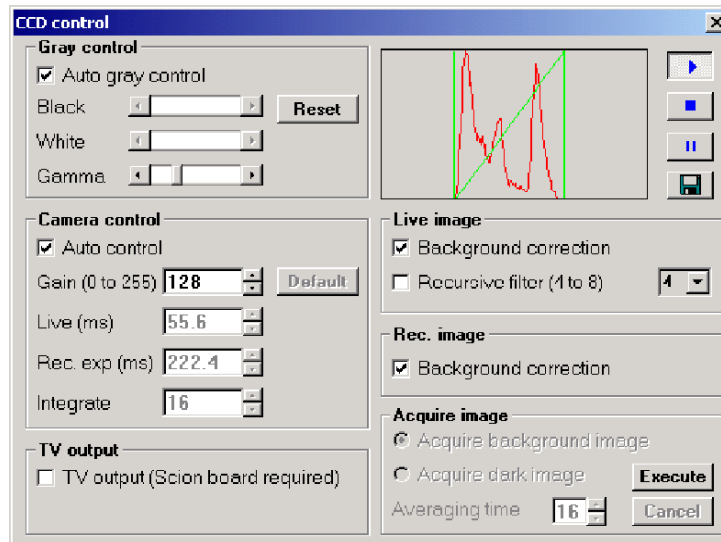 CCD control
Gray control
Auto gray control
Black
Reset
White
Gamma
Camera control
Auto control
Gain (0 to 255) 128 Default
Live (ms) 55.6
Rec. exp (ms) 222.4
Integrate 16
TV output
TV output (Scion board required)
Live image
Background correction
Recursive filter (4 to 8) 4
Rec. image
Background correction
Acquire image
Acquire background image
Acquire dark image Execute
Averaging time 16 Cancel